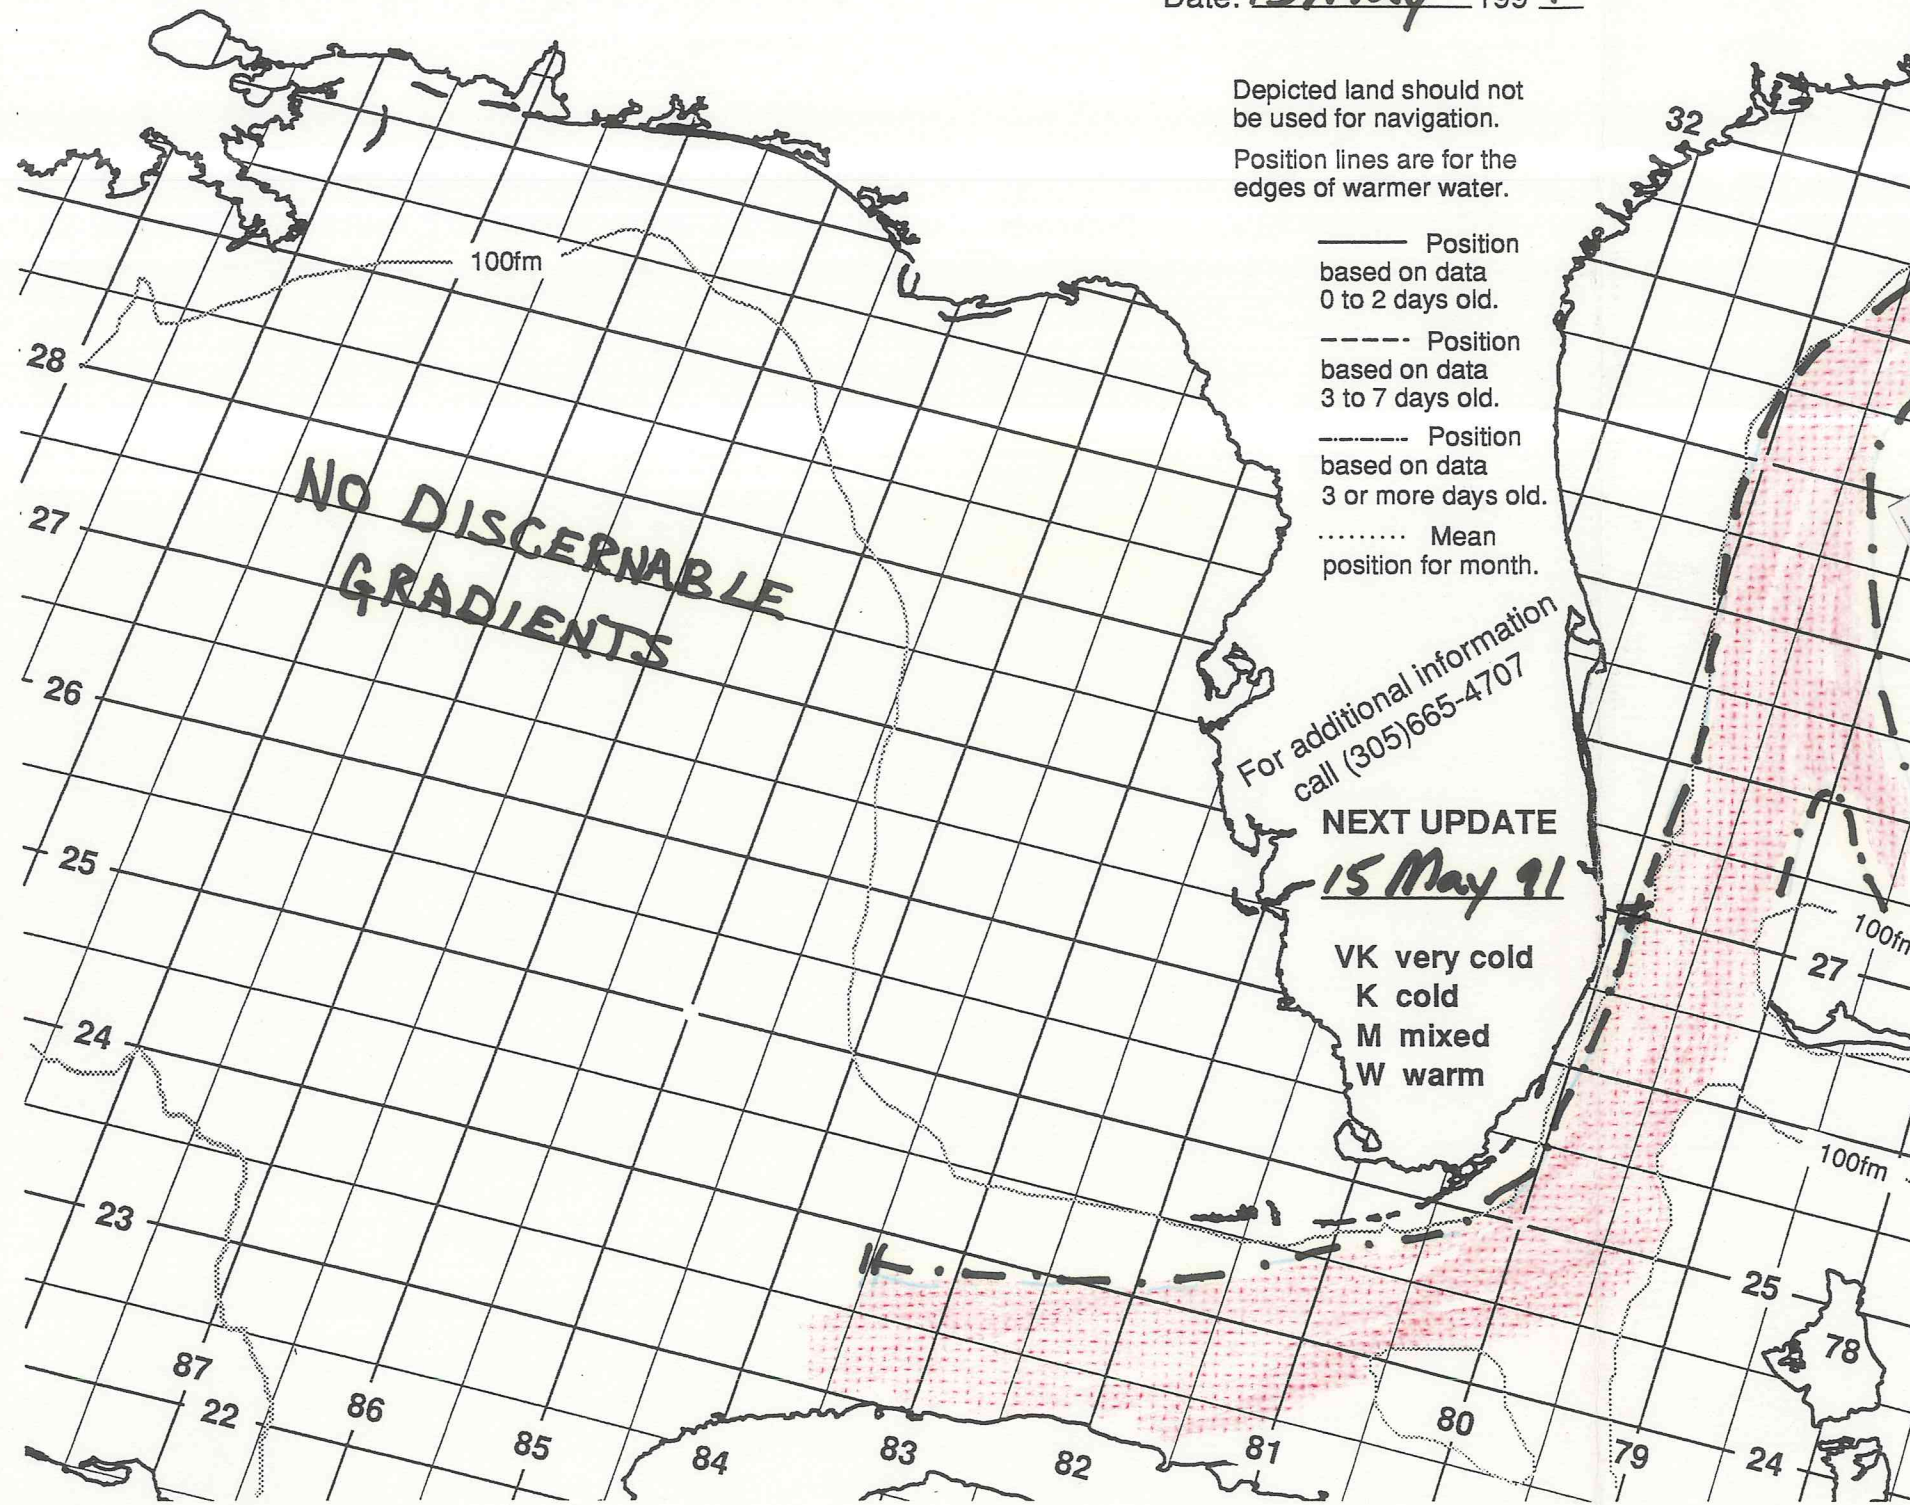 Date: 13 May 199
Depicted land should not
be used for navigation.
Position lines are for the
edges of warmer water.
Position
based on data
0 to 2 days old.
Position
based on data
3 to 7 days old.
Position
based on data
3 or more days old.
Mean
position for month.
For additional information
call (305)665-4707
NEXT UPDATE
15 May 91
VK very cold
K cold
M mixed
W warm
NO DISCERNABLE
GRADIENTS
100fm
28
27
26
25
24
23
22
87
86
85
84
83
82
81
80
79
78
32
100fm
27
100fm
25
24